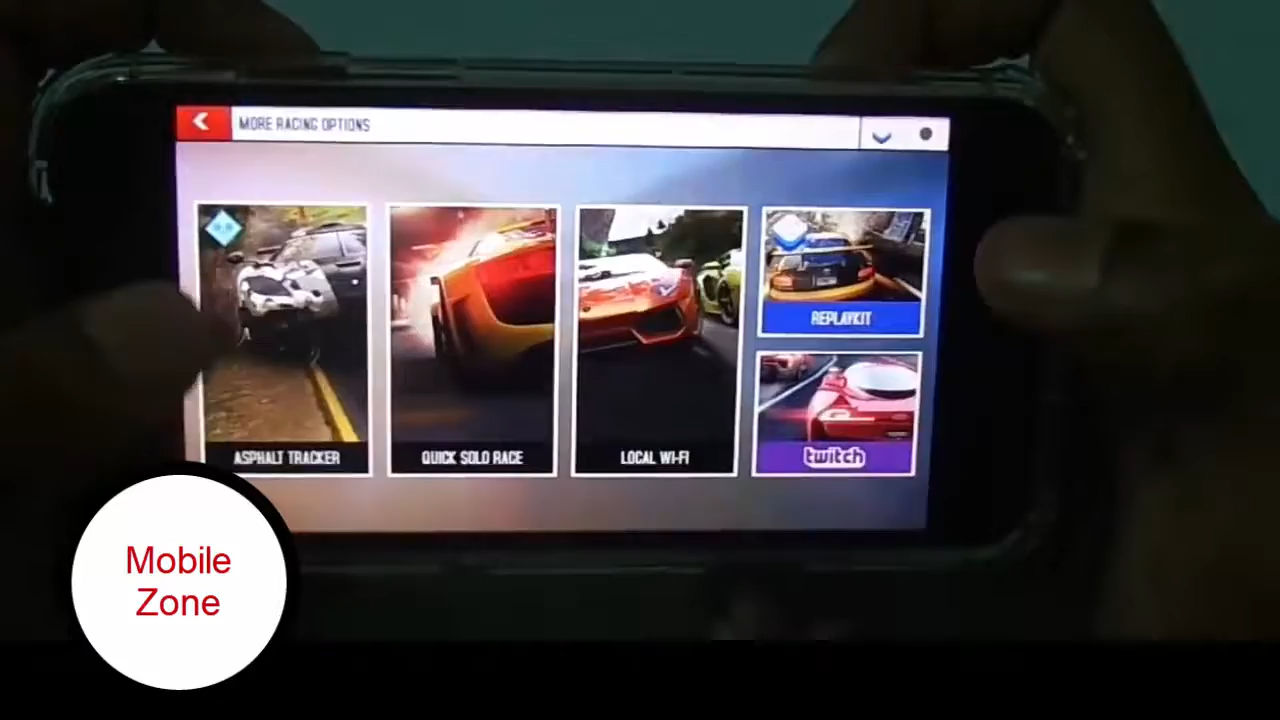 MORE RACING OPTIONS
REPLAYKIT
ASPHALT TRACKER
QUICK SOLO RACE
LOCAL WI-FI
twitch
Mobile
Zone